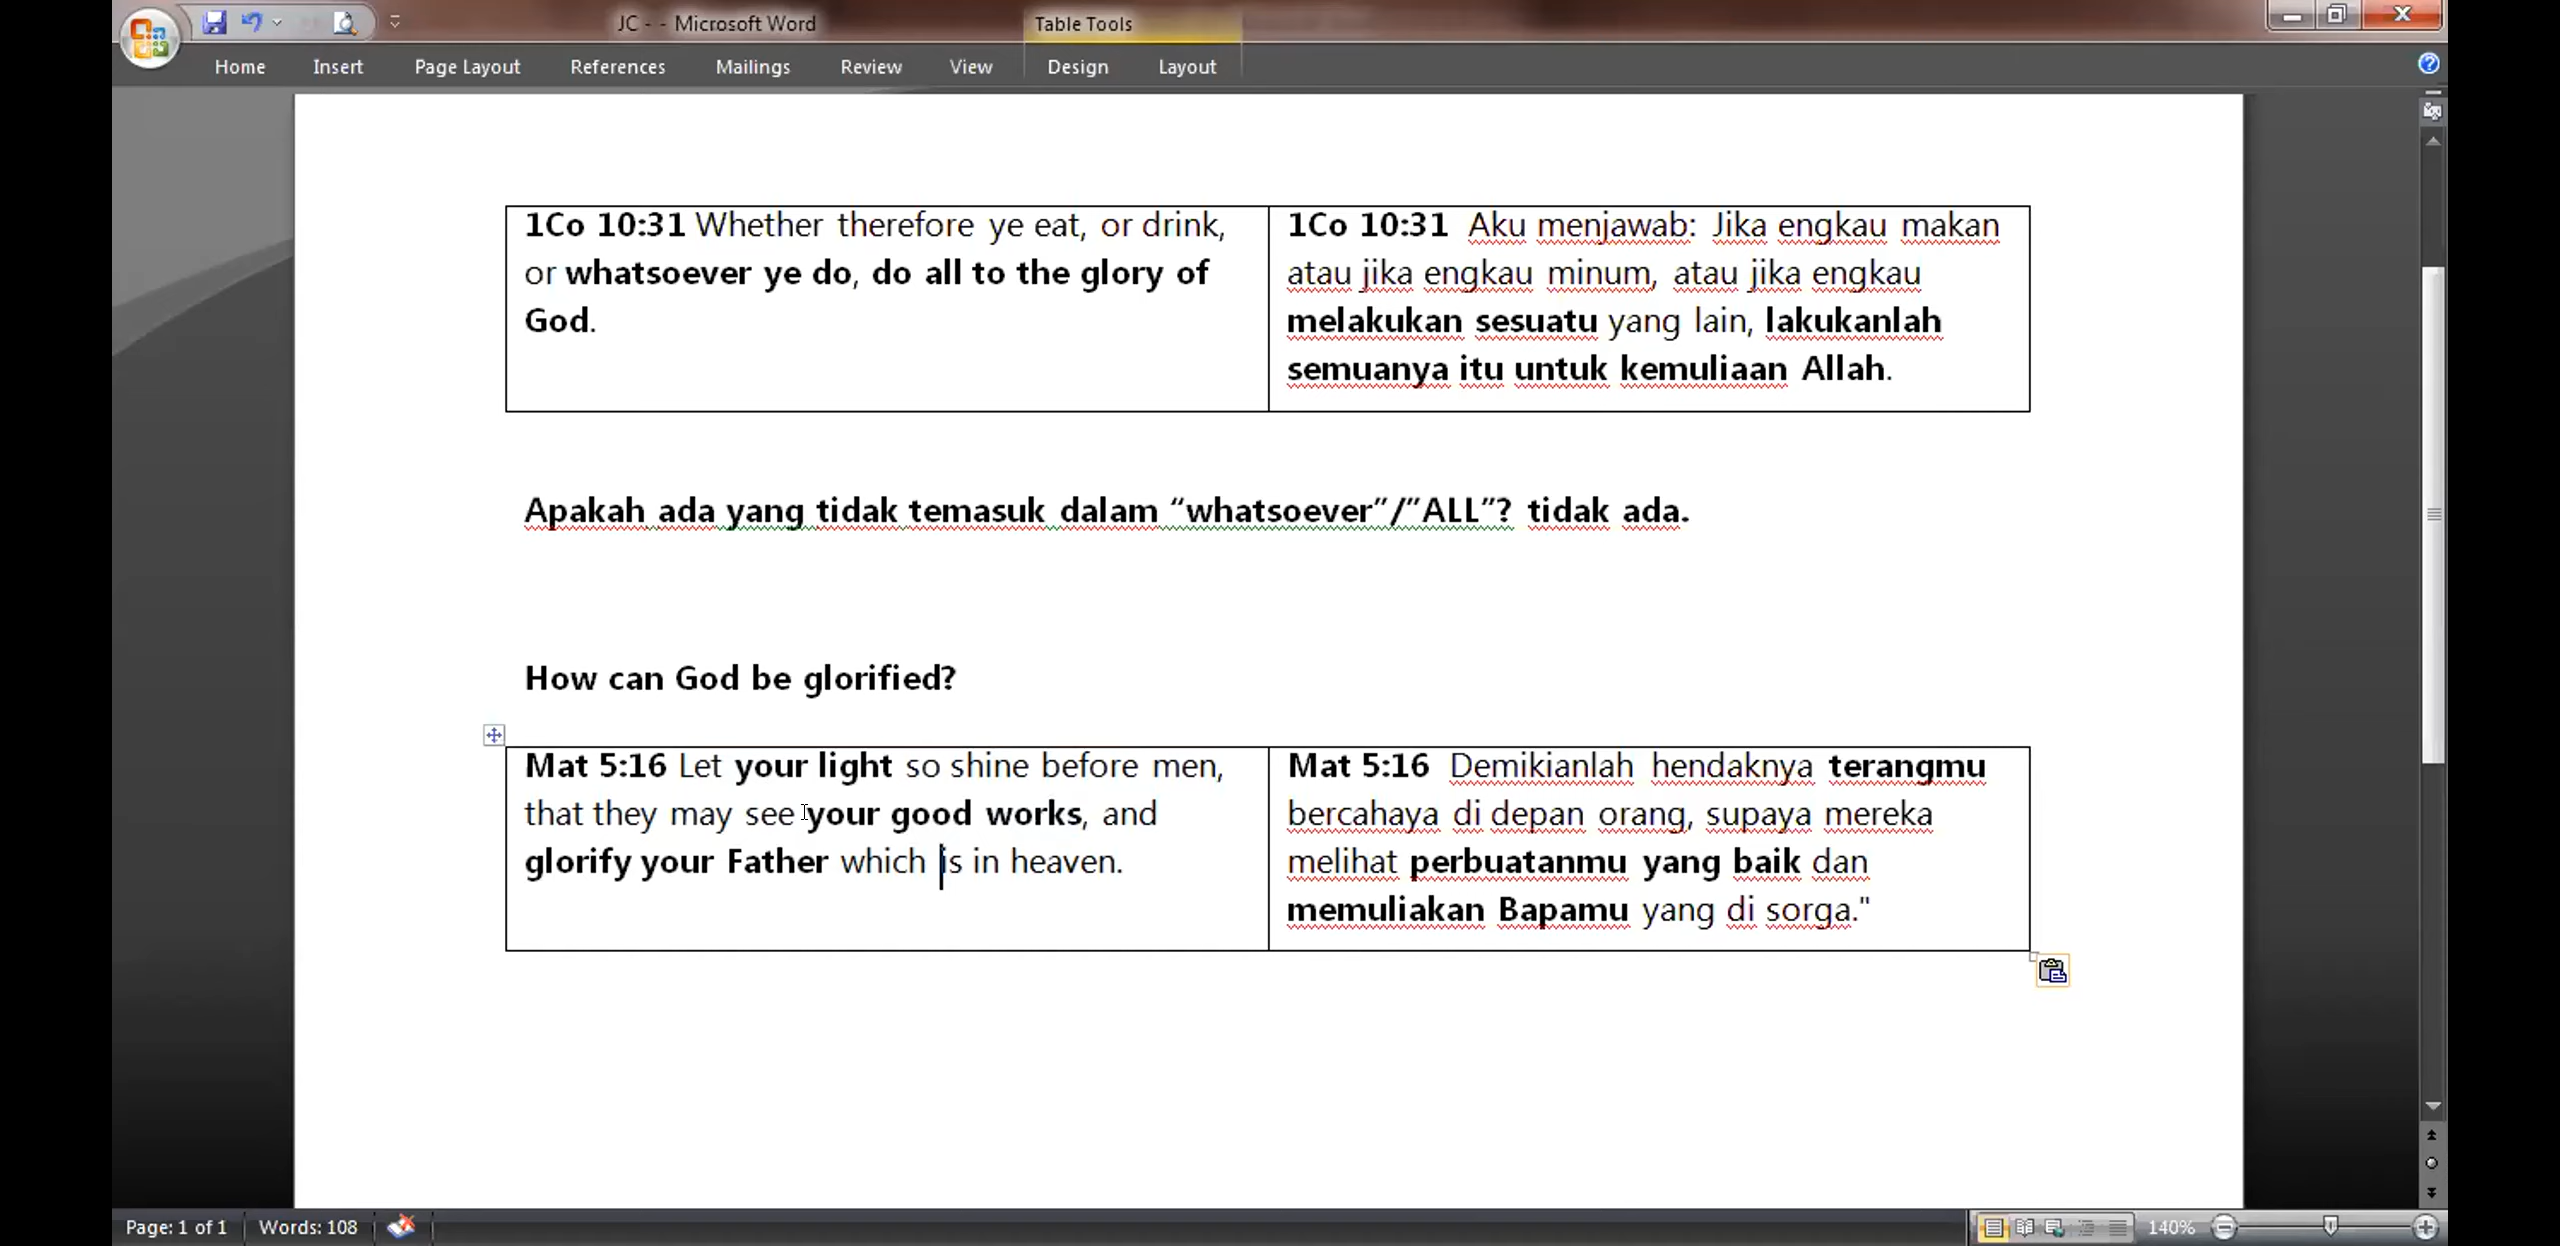 JC - - Microsoft Word
Table Tools
Home Insert Page Layout References Mailings Review View Design Layout
1Co 10:31 Whether therefore ye eat, or drink,
or whatsoever ye do, do all to the glory of
God.
1Co 10:31 Aku menjawab: Jika engkau makan
atau jika engkau minum, atau jika engkau
melakukan sesuatu yang lain, lakukanlah
semuanya itu untuk kemuliaan Allah.
Apakah ada yang tidak temasuk dalam “whatsoever”/”ALL”? tidak ada.
How can God be glorified?
Mat 5:16 Let your light so shine before men,
that they may see your good works, and
glorify your Father which is in heaven.
Mat 5:16 Demikianlah hendaknya terangmu
bercahaya di depan orang, supaya mereka
melihat perbuatanmu yang baik dan
memuliakan Bapamu yang di sorga."
Page: 1 of 1 Words: 108 140%